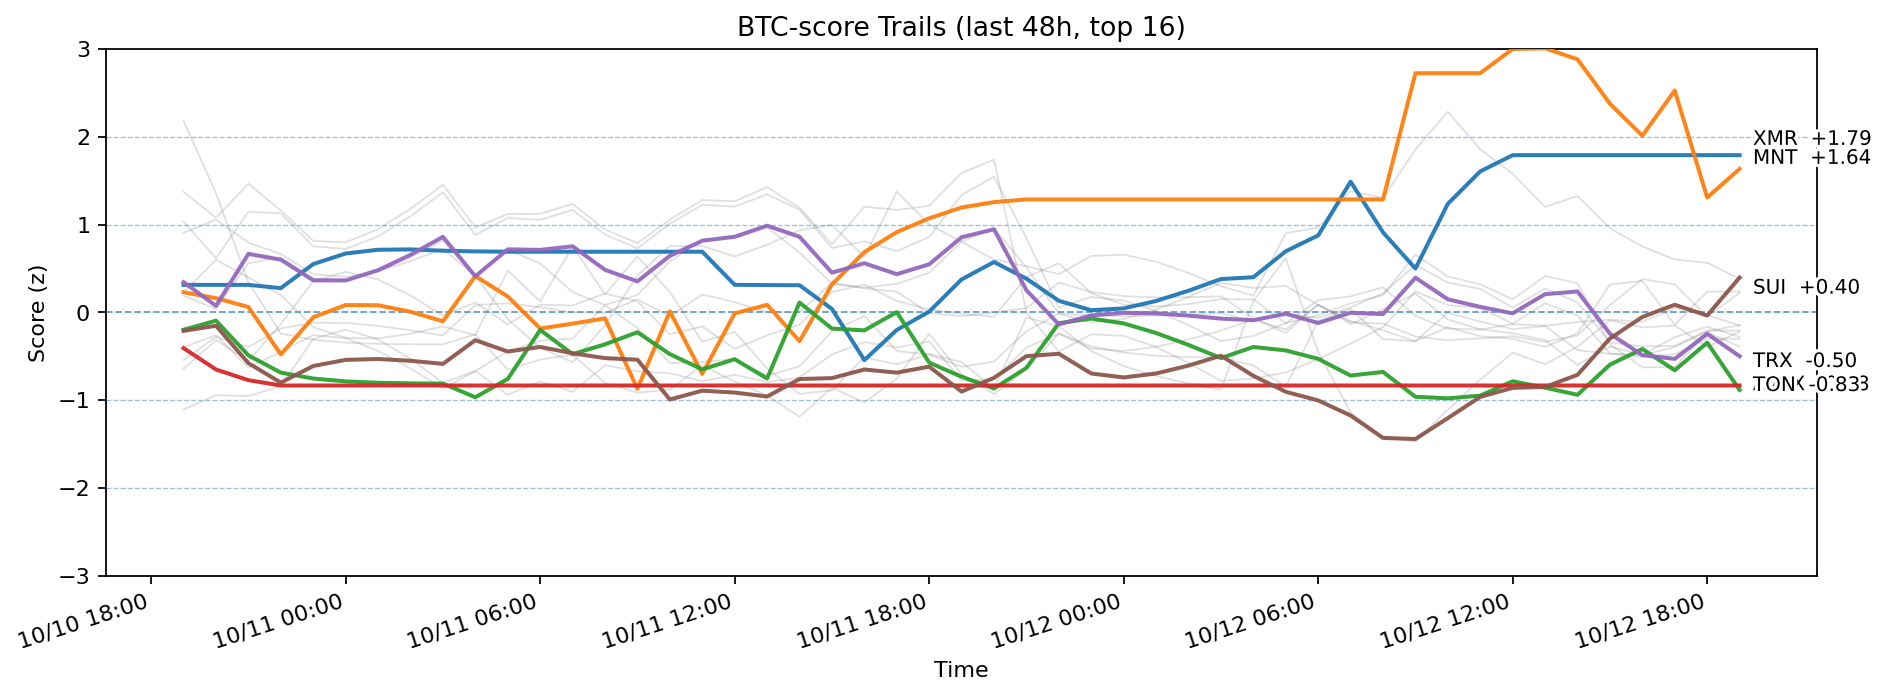 BTC-score Trails (last 48h, top 16)
Score (z)
3
2
1
0
−1
−2
−3
XMR +1.79
MNT +1.64
SUI +0.40
TRX -0.50
10/10 18:00
10/11 00:00
10/11 06:00
10/11 12:00
10/11 18:00
10/12 00:00
10/12 06:00
10/12 12:00
10/12 18:00
Time